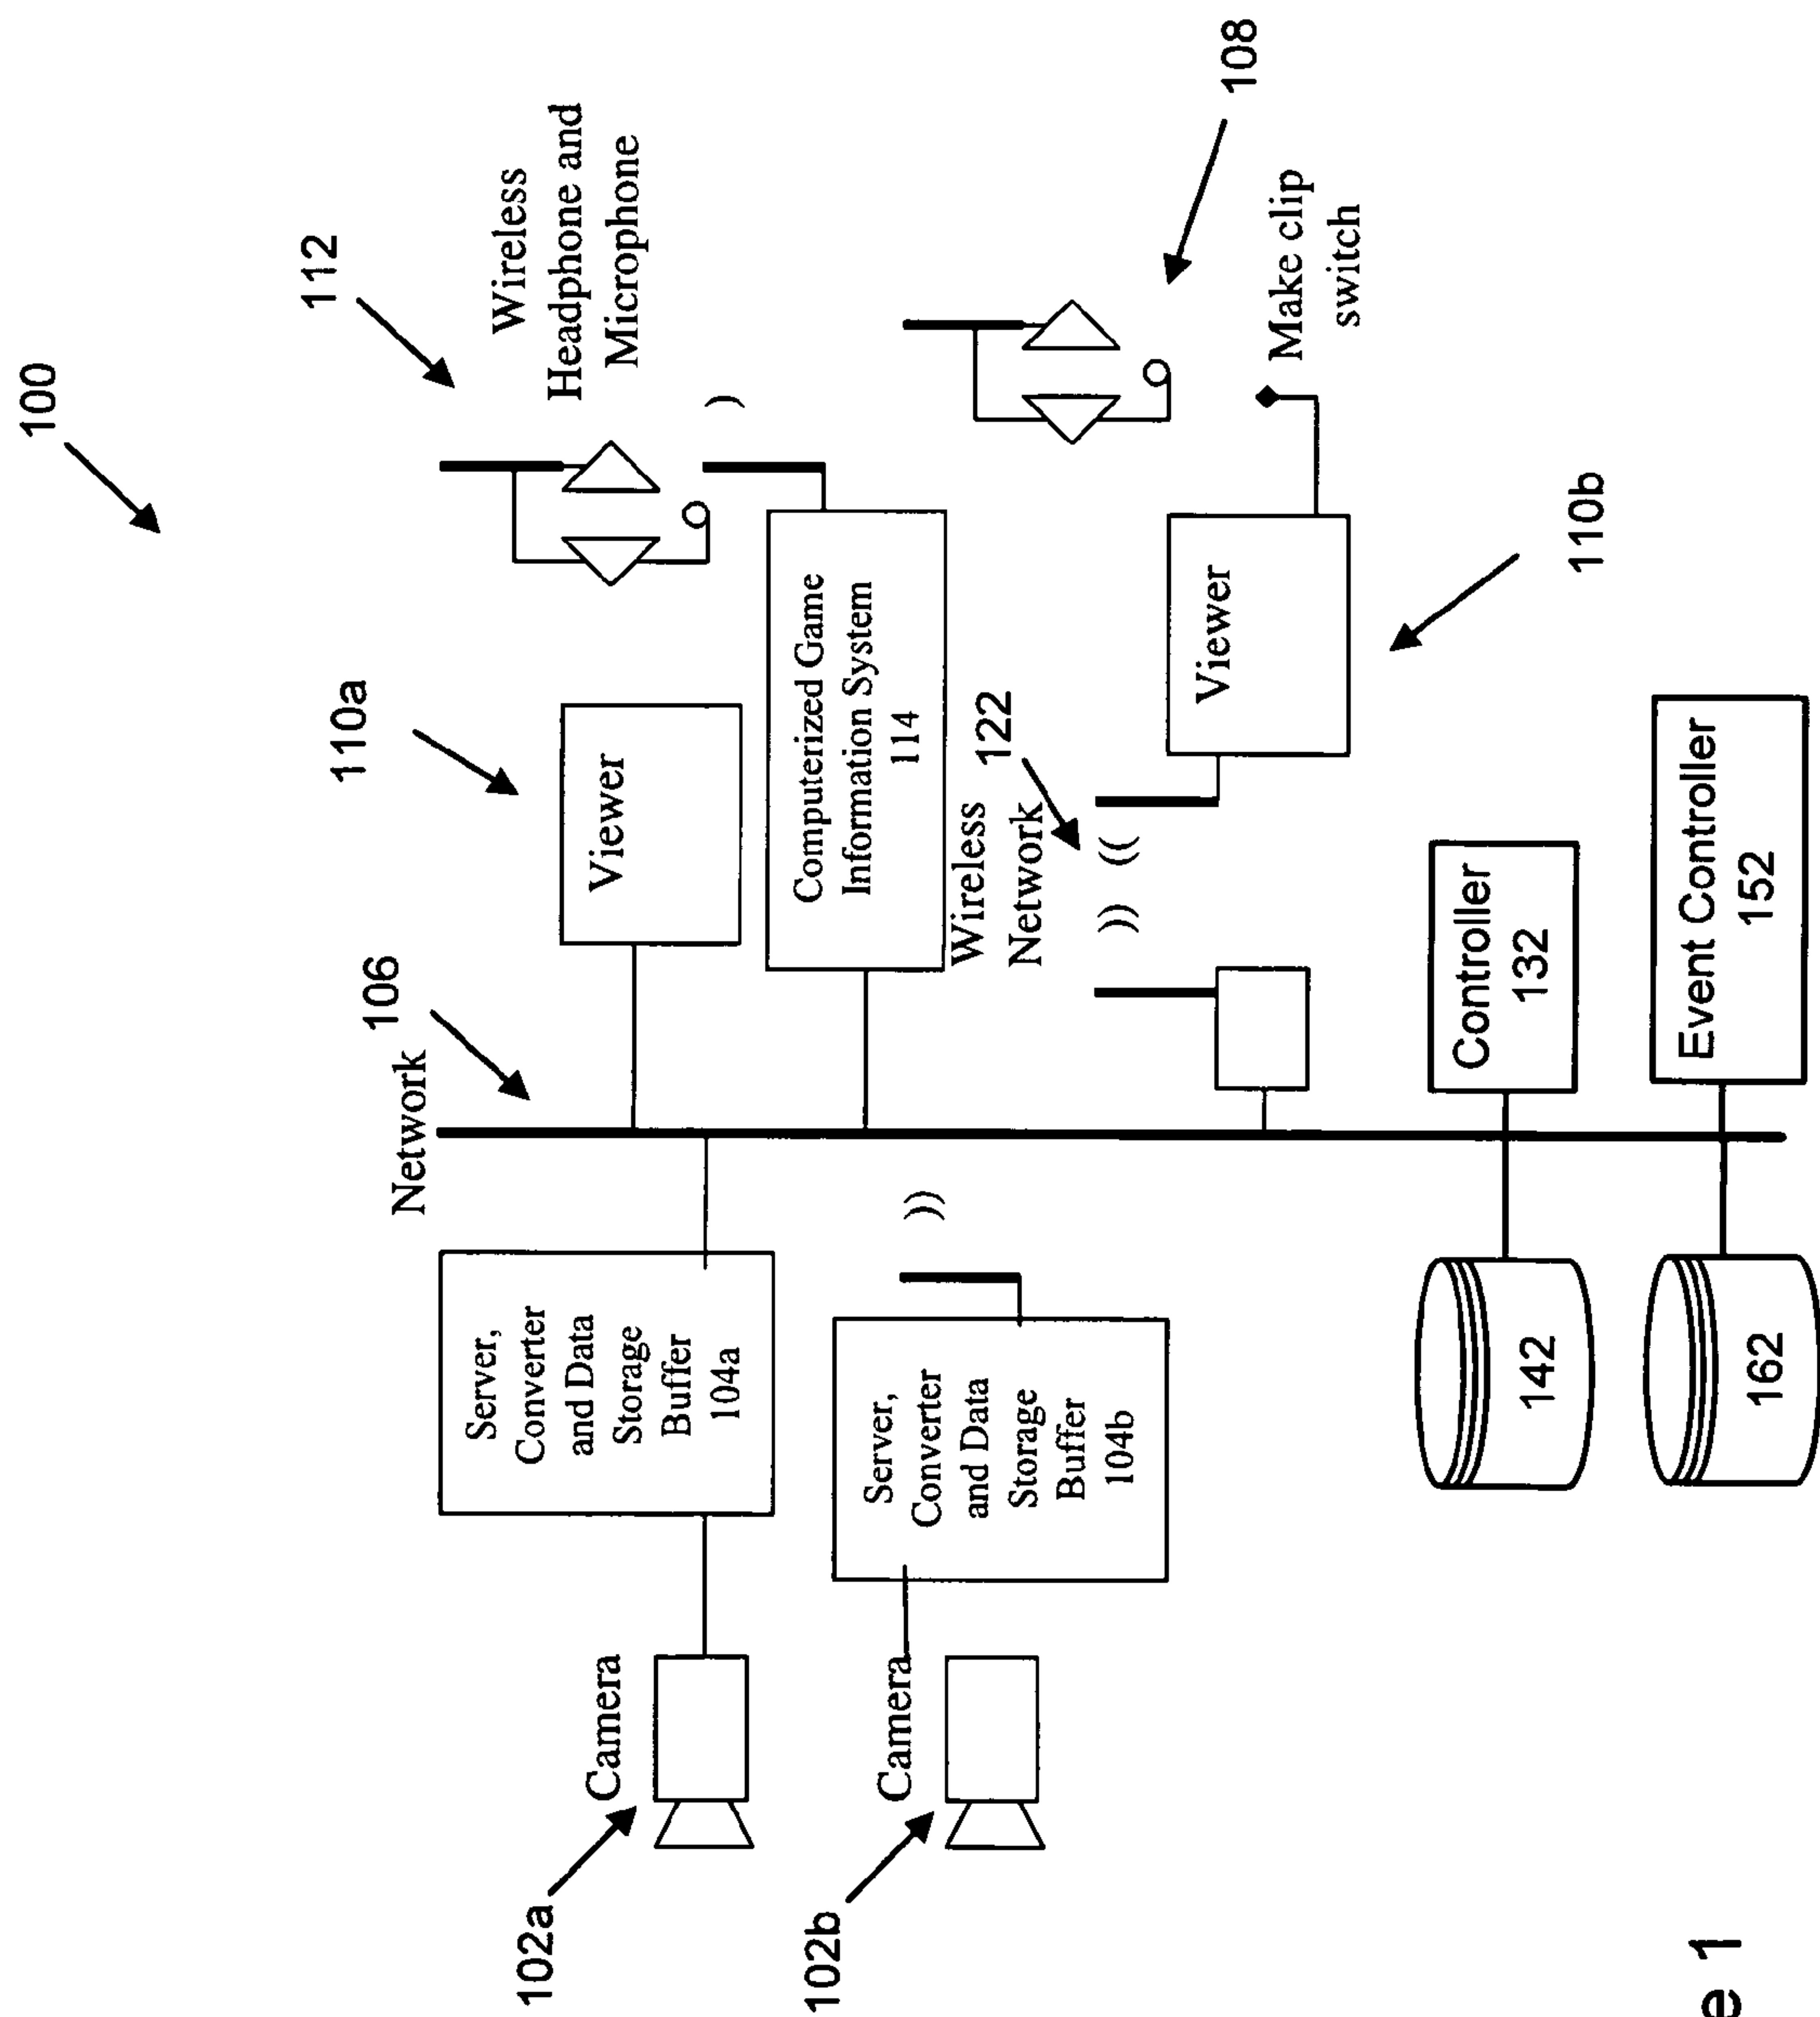 100
112
Wireless
Headphone and
Microphone
110a
Viewer
106
Network
Server,
Converter
and Data
Storage
Buffer
104a
Camera
102a
Computerized Game
Information System
114
108
Make clip
switch
Wireless
Network
122
Viewer
110b
Server,
Converter
and Data
Storage
Buffer
104b
Camera
102b
Controller
132
142
Event Controller
152
162
e 1